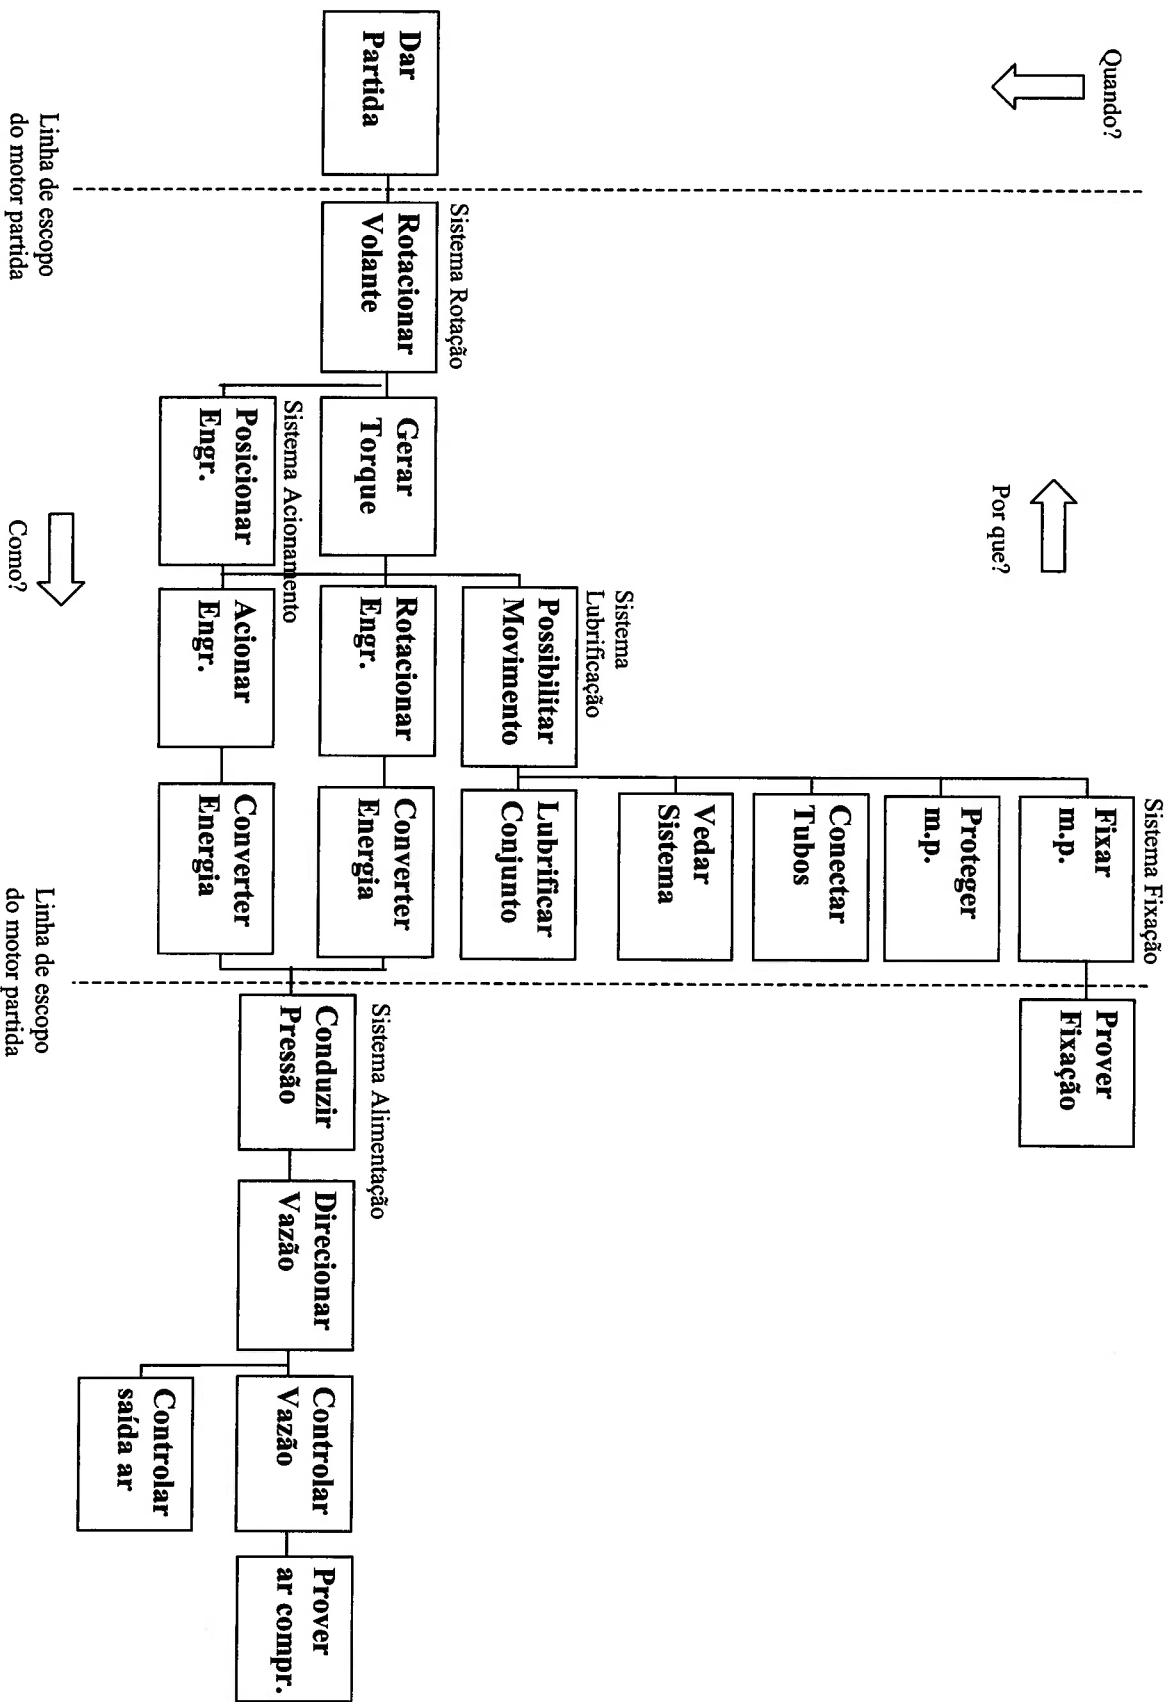 Quando?
Por que?
Sistema Fixação
Fixar
m.p.
Prover
Fixação
Proteger
m.p.
Conectar
Tubos
Vedar
Sistema
Sistema
Lubrificação
Possibilitar
Movimento
Lubrificar
Conjunto
Sistema Rotação
Dar
Partida
Rotacionar
Volante
Gerar
Torque
Rotacionar
Engr.
Converter
Energia
Sistema Acionamento
Posicionar
Engr.
Acionar
Engr.
Converter
Energia
Sistema Alimentação
Conduzir
Pressão
Direcionar
Vazão
Controlar
Vazão
Prover
ar compr.
Controlar
saída ar
Linha de escopo
do motor partida
Como?
Linha de escopo
do motor partida